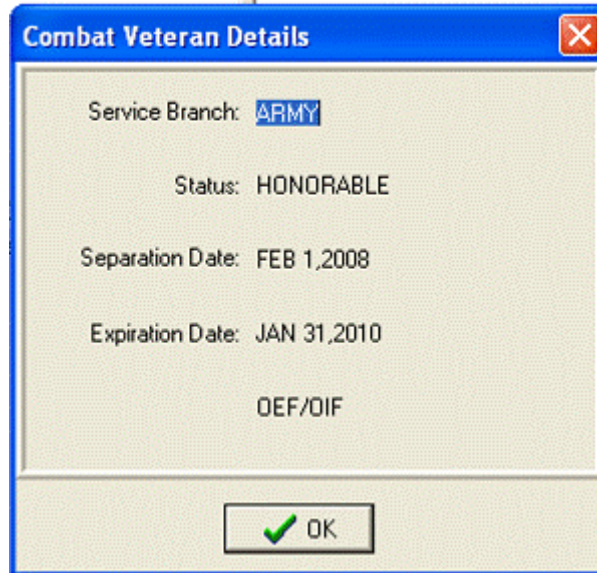 Combat Veteran Details
Service Branch: ARMY
Status: HONORABLE
Separation Date: FEB 1,2008
Expiration Date: JAN 31,2010
OEF/OIF
OK